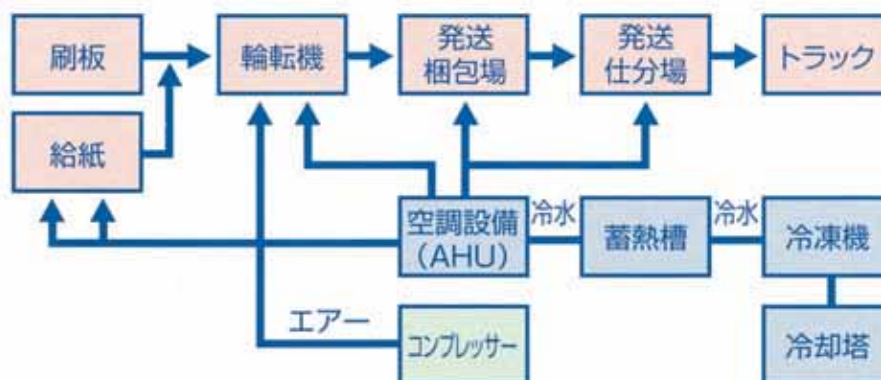 刷板
輪転機
発送
梱包場
発送
仕分場
トラック
給紙
空調設備
(AHU)
冷水
蓄熱槽
冷水
冷凍機
エアー
コンプレッサー
冷却塔